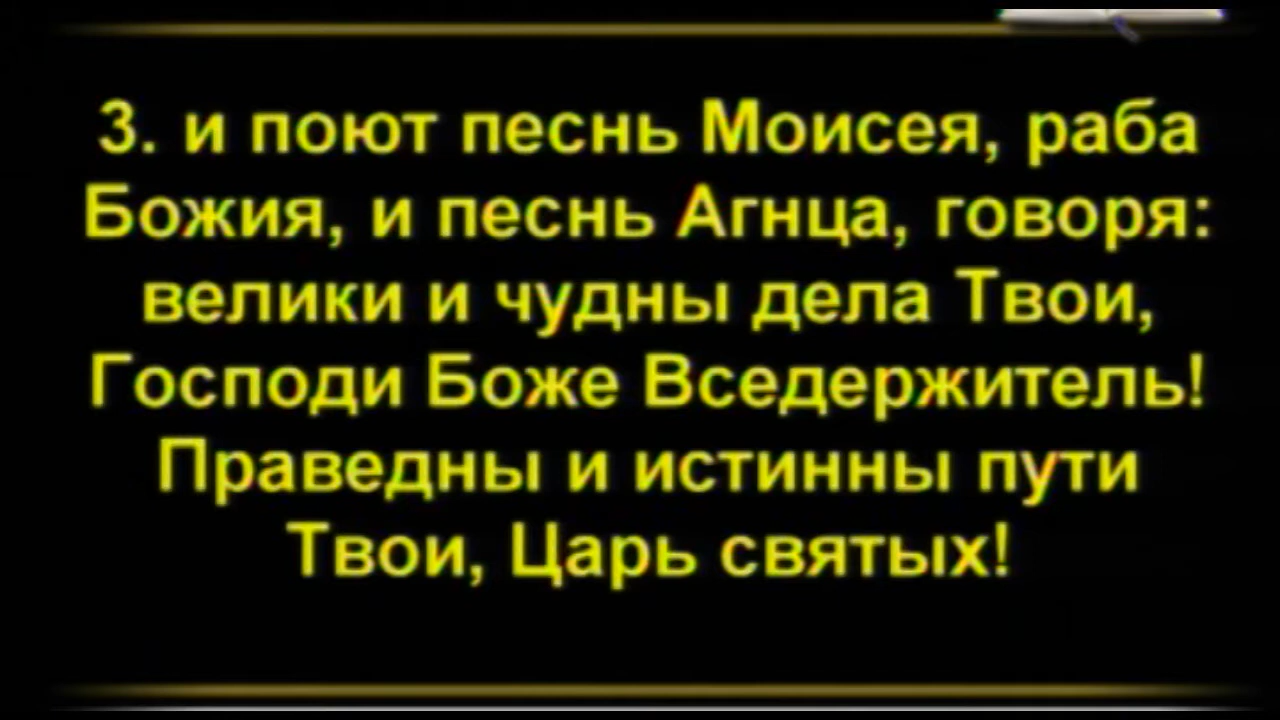 3. и поют песнь Моисея, раба
Божия, и песнь Агнца, говоря:
велики и чудны дела Твои,
Господи Боже Вседержитель!
Праведны и истинны пути
Твои, Царь святых!